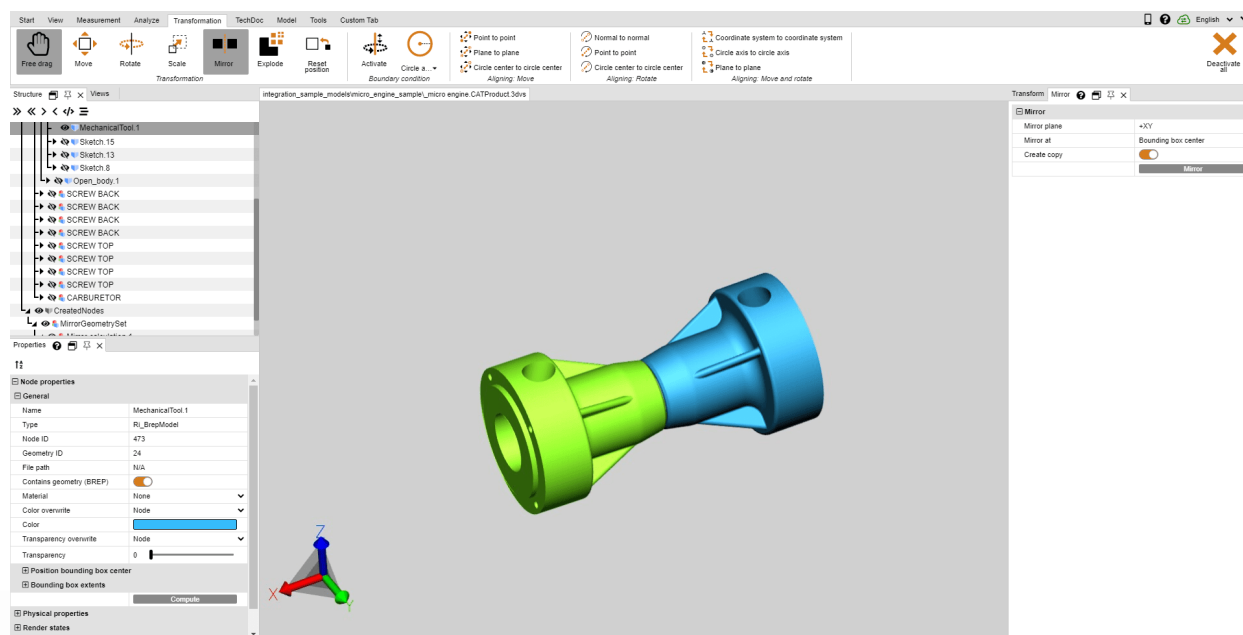 Start View Measurement Analyze Transformation TechDoc Model Tools Custom Tab English
Free drag Move Rotate Scale Mirror Explode Reset position
Transformation
Activate Circle a...
Boundary condition
Point to point
Plane to plane
Circle center to circle center
Aligning: Move
Normal to normal
Point to point
Circle center to circle center
Aligning: Rotate
Coordinate system to coordinate system
Circle axis to circle axis
Plane to plane
Aligning: Move and rotate
Deactivate all
Structure Views
integration_sample_models\micro_engine_sample\_micro engine.CATProduct.3dvs
MechanicalTool.1
Sketch.15
Sketch.13
Sketch.8
Open_body.1
SCREW BACK
SCREW BACK
SCREW BACK
SCREW BACK
SCREW TOP
SCREW TOP
SCREW TOP
SCREW TOP
CARBURETOR
CreatedNodes
MirrorGeometrySet
Properties
Node properties
General
Name MechanicalTool.1
Type Ri_BrepModel
Node ID 473
Geometry ID 24
File path N/A
Contains geometry (BREP)
Material None
Color overwrite Node
Color
Transparency overwrite Node
Transparency 0
Position bounding box center
Bounding box extents
Compute
Physical properties
Render states
Z
X
Y
Transform Mirror
Mirror
Mirror plane +XY
Mirror at Bounding box center
Create copy
Mirror